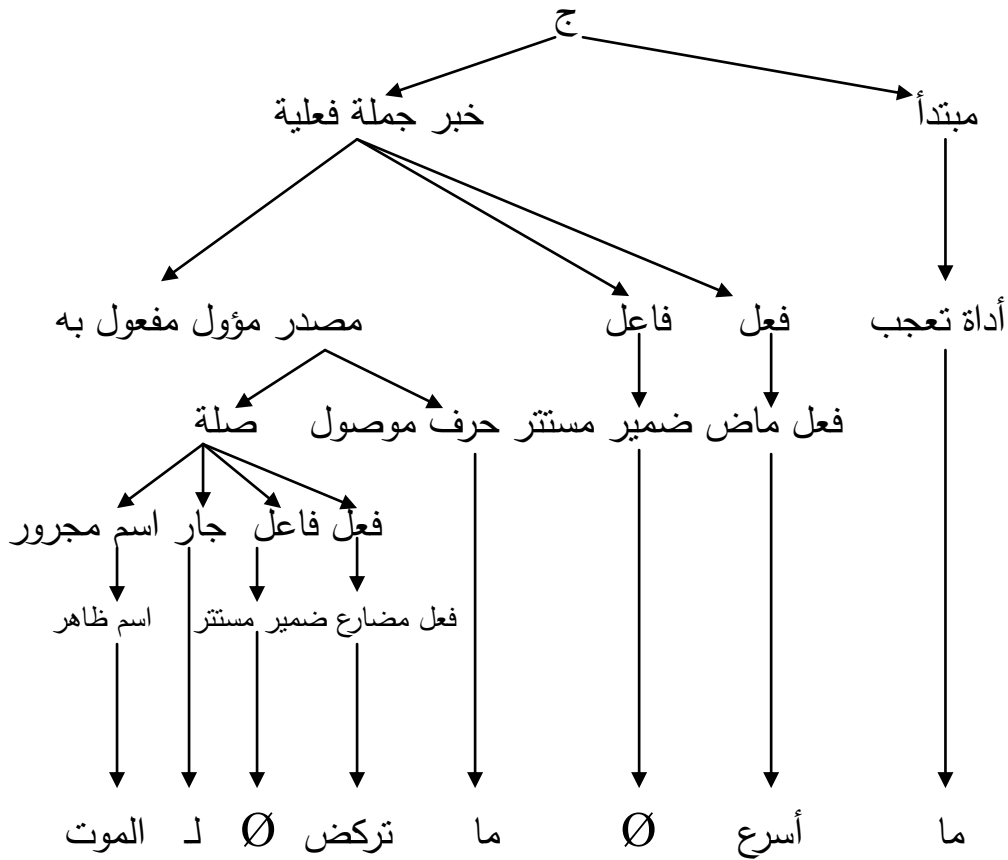 ج
مبتدأ خبر جملة فعلية
أداة تعجب فعل فاعل مصدر مؤول مفعول به
فعل ماض ضمير مستتر حرف موصول صلة
فعل فاعل جار اسم مجرور
فعل مضارع ضمير مستتر اسم ظاهر
ما أسرع Ø ما تركض Ø لـ الموت